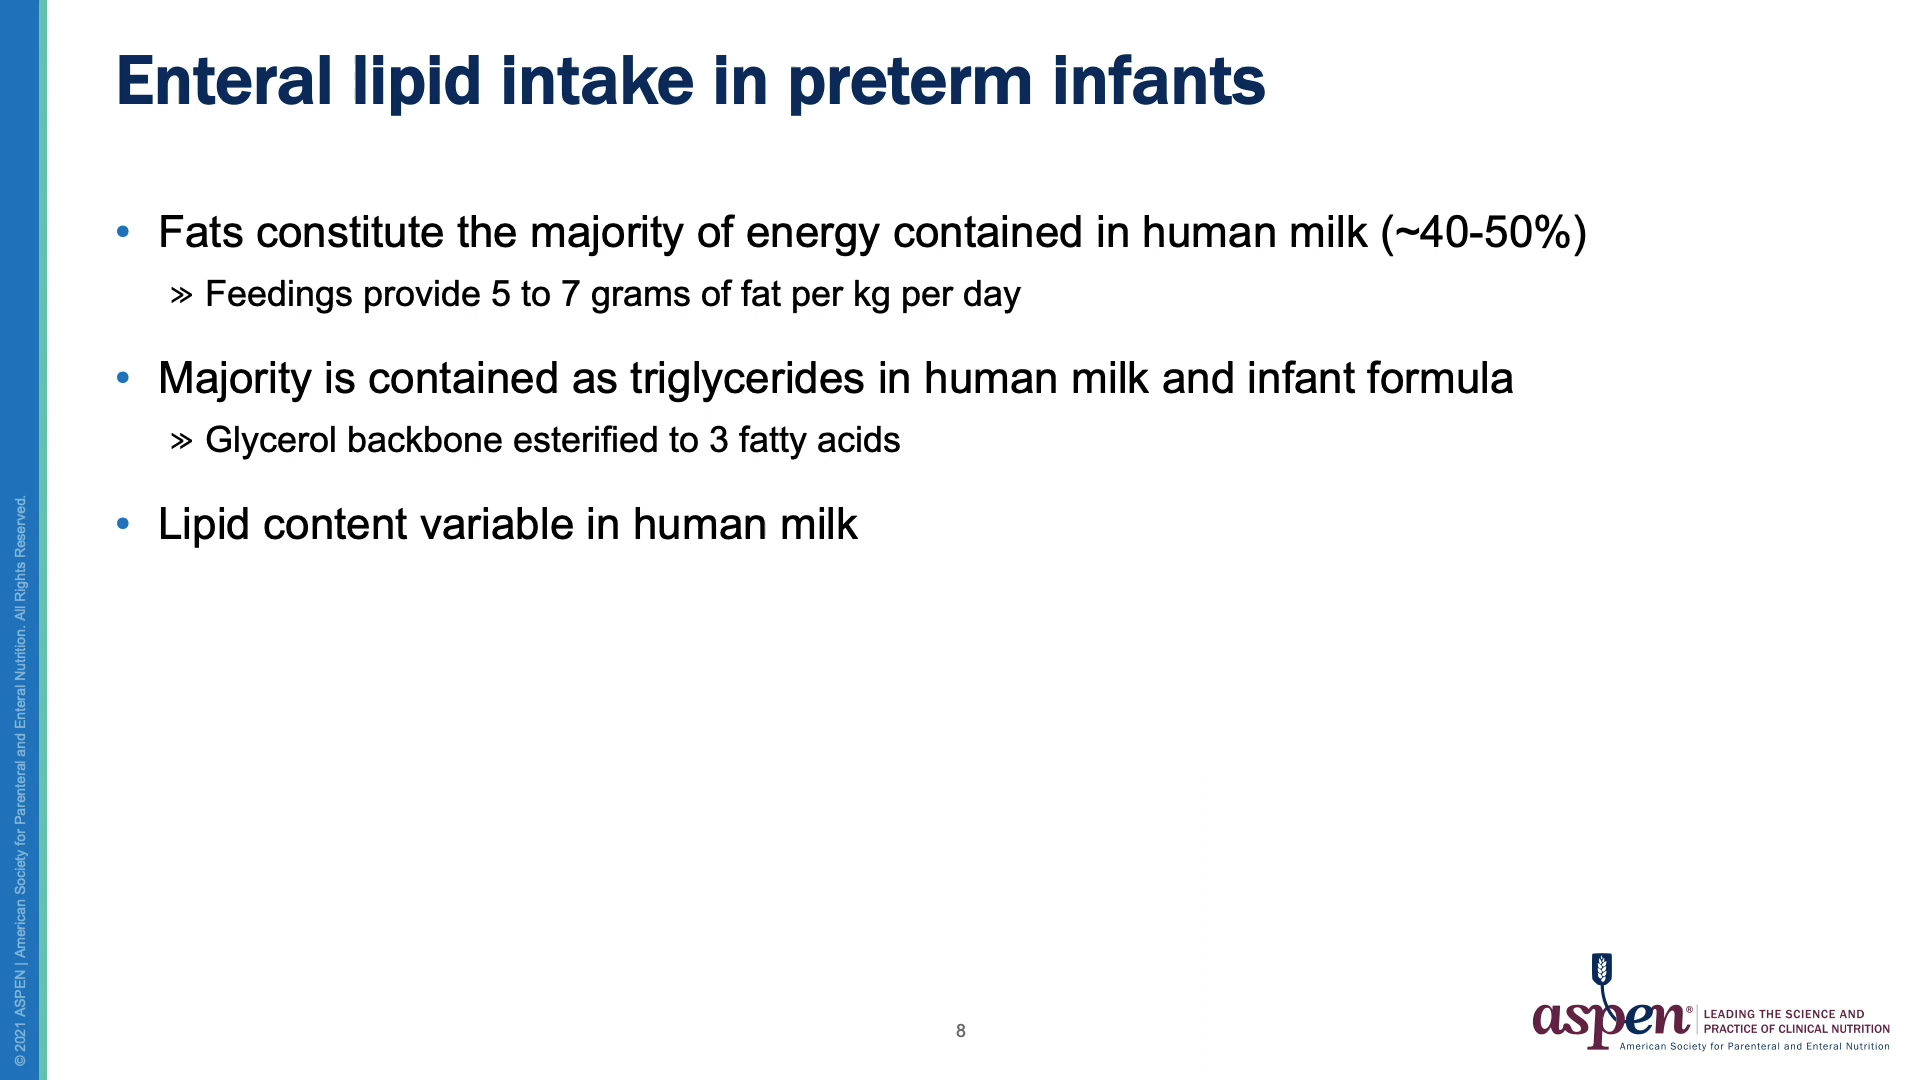 Enteral lipid intake in preterm infants
• Fats constitute the majority of energy contained in human milk (~40-50%)
» Feedings provide 5 to 7 grams of fat per kg per day
• Majority is contained as triglycerides in human milk and infant formula
» Glycerol backbone esterified to 3 fatty acids
• Lipid content variable in human milk
© 2021 ASPEN | American Society for Parenteral and Enteral Nutrition. All Rights Reserved.
8
aspen®
LEADING THE SCIENCE AND
PRACTICE OF CLINICAL NUTRITION
American Society for Parenteral and Enteral Nutrition